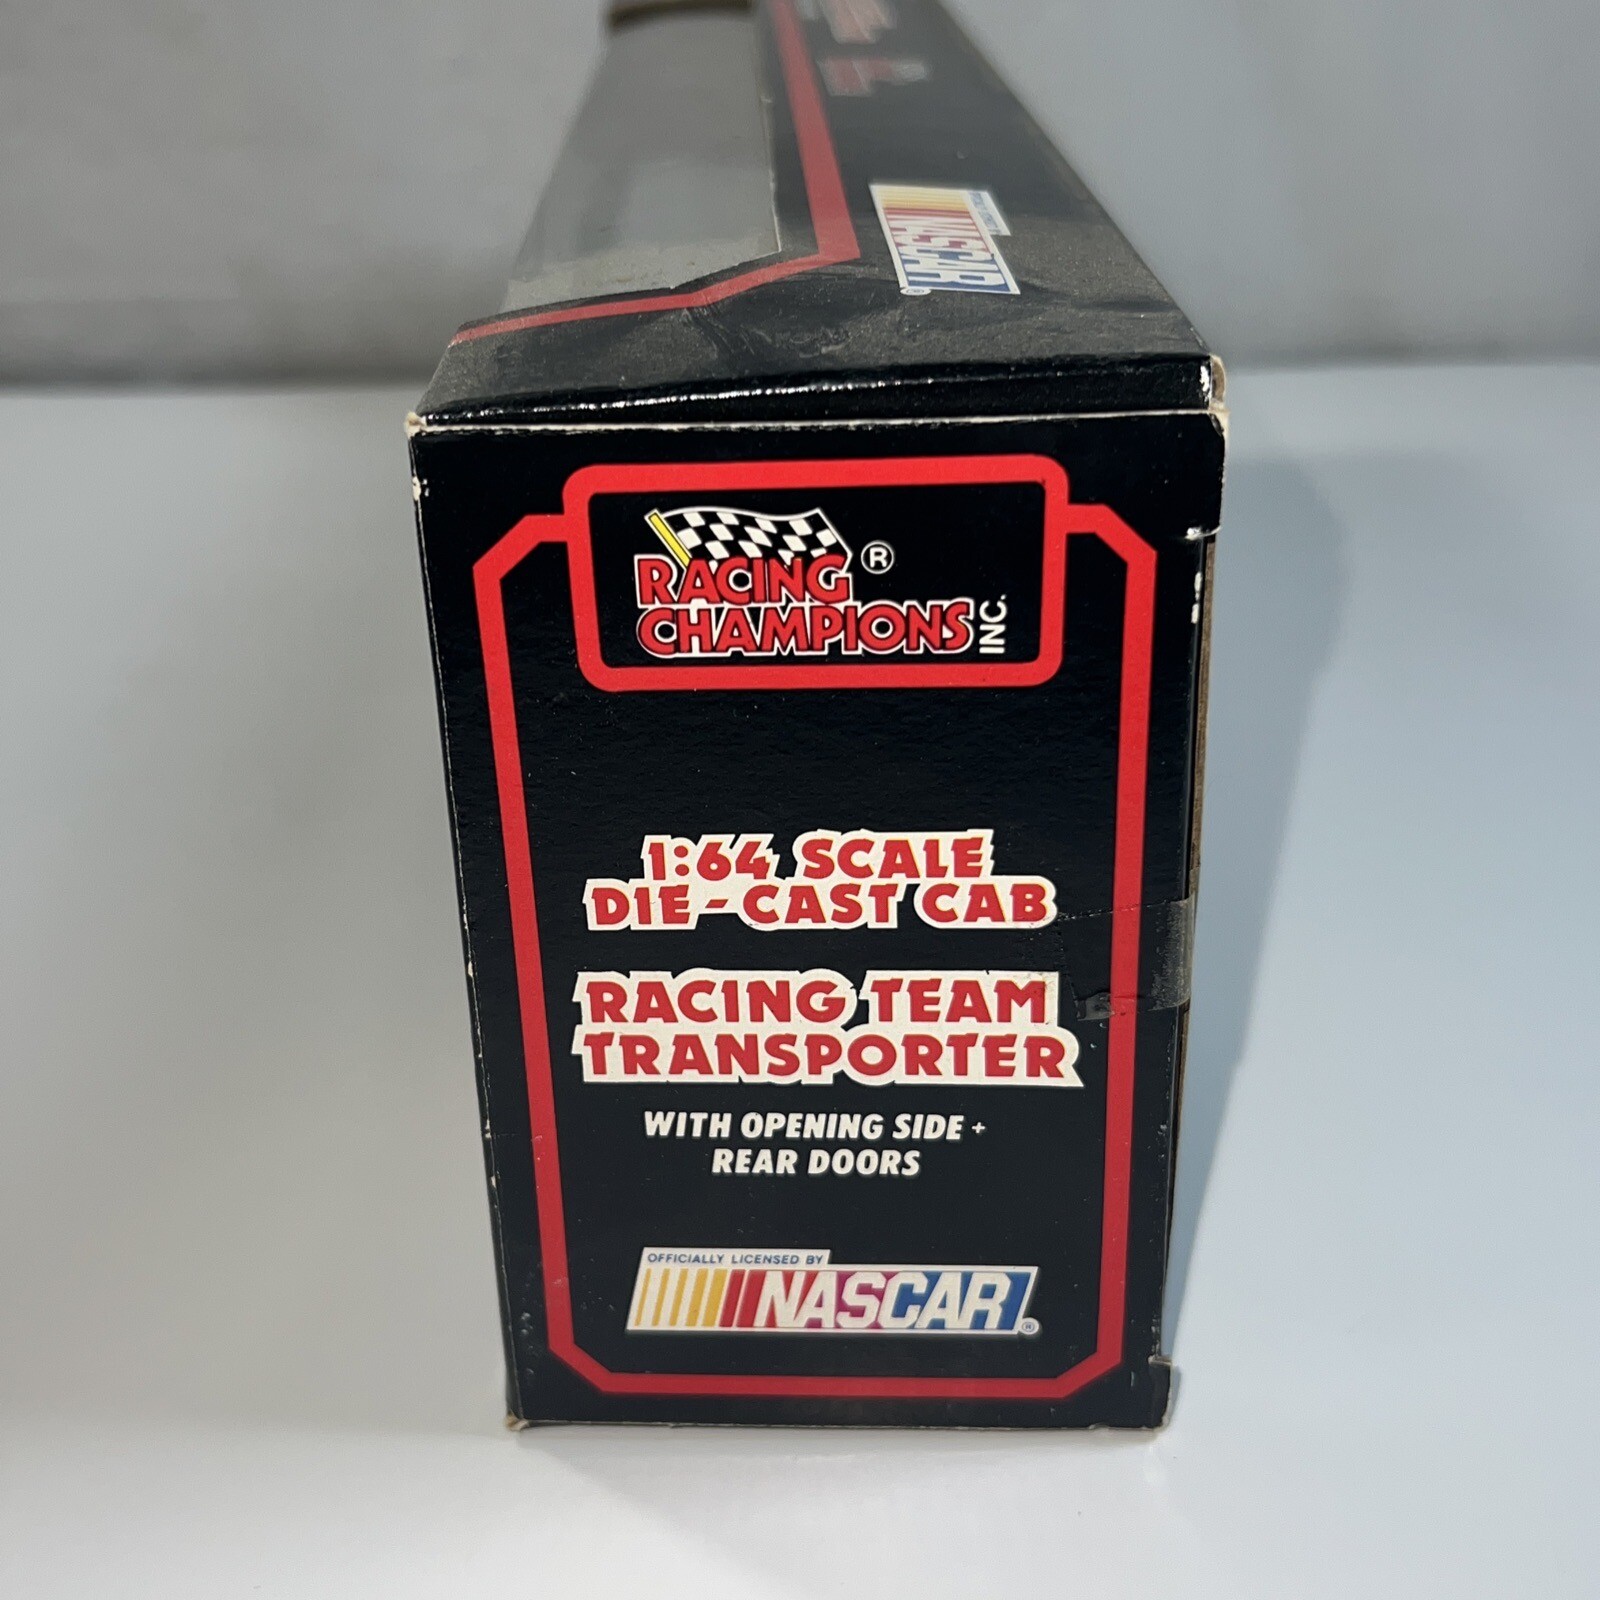 NASCAR
RACING ®
CHAMPIONS INC.
1:64 SCALE
DIE-CAST CAB
RACING TEAM
TRANSPORTER
WITH OPENING SIDE +
REAR DOORS
OFFICIALLY LICENSED BY
NASCAR ®